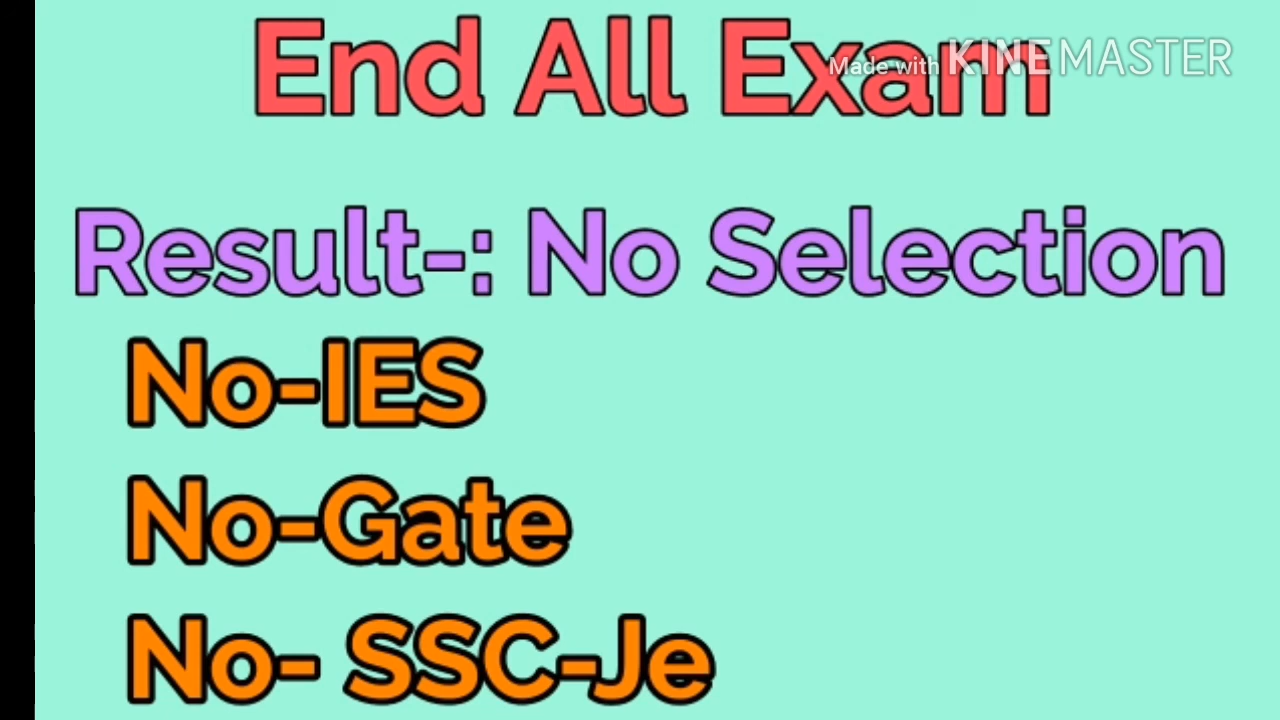 End All Exam
Made with KINEMASTER
Result-: No Selection
No-IES
No-Gate
No- SSC-Je